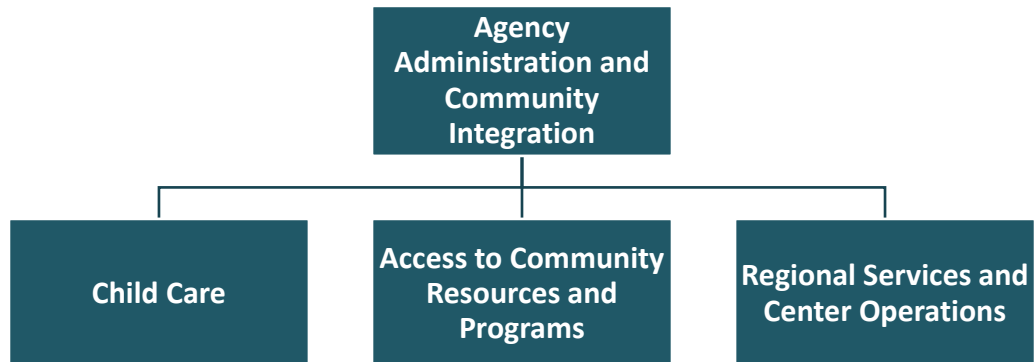 Agency
Administration and
Community
Integration
Child Care
Access to Community
Resources and
Programs
Regional Services and
Center Operations